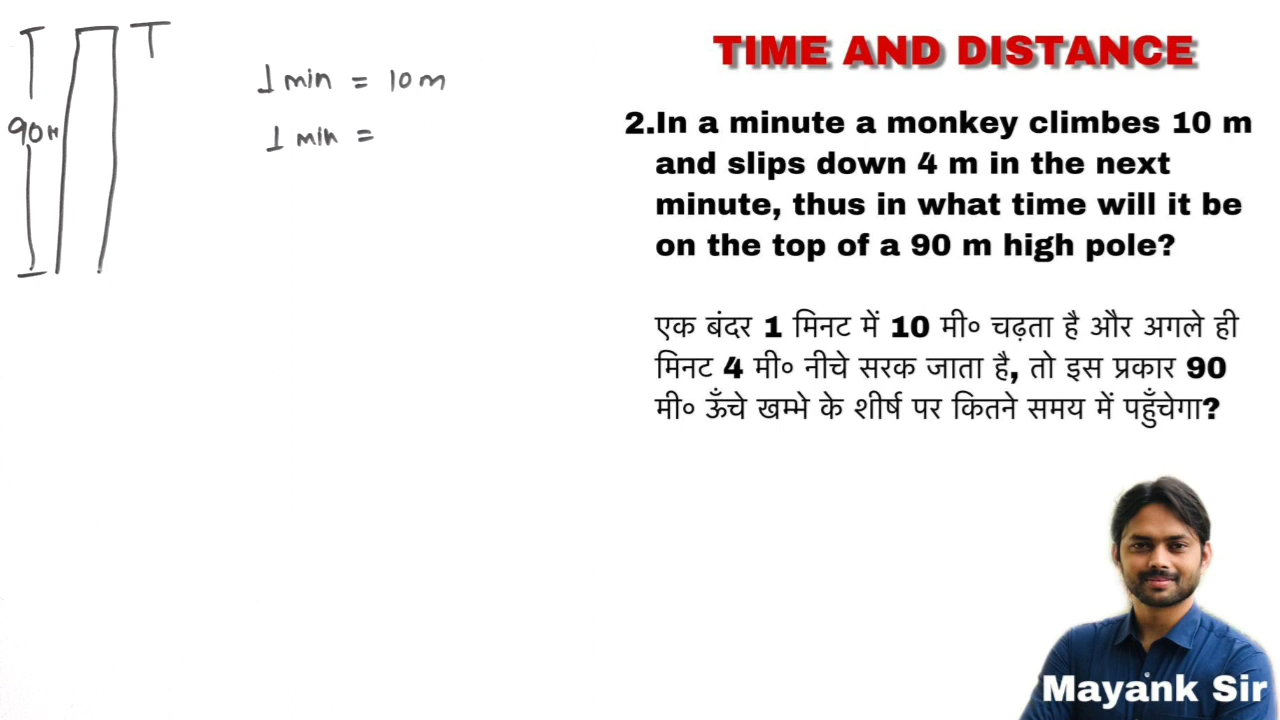 TIME AND DISTANCE
T
90m
1 min = 10m
1 min =
2.In a minute a monkey climbes 10 m
and slips down 4 m in the next
minute, thus in what time will it be
on the top of a 90 m high pole?
एक बंदर 1 मिनट में 10 मी॰ चढ़ता है और अगले ही
मिनट 4 मी॰ नीचे सरक जाता है, तो इस प्रकार 90
मी॰ ऊँचे खम्भे के शीर्ष पर कितने समय में पहुँचेगा?
Mayank Sir